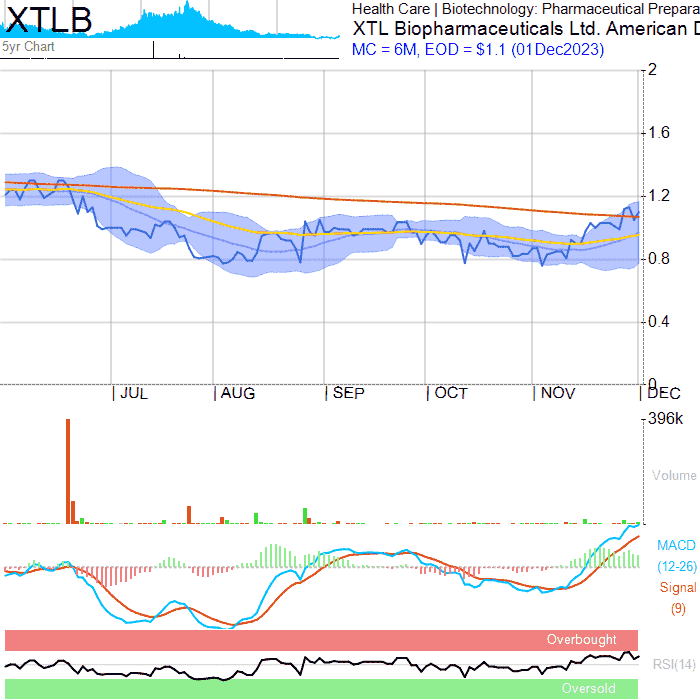 XTLB
5yr Chart
Health Care | Biotechnology: Pharmaceutical Prepara
XTL Biopharmaceuticals Ltd. American D
MC = 6M, EOD = $1.1 (01Dec2023)
2
1.6
1.2
0.8
0.4
0
JUL AUG SEP OCT NOV DEC
396k
Volume
MACD
(12-26)
Signal
(9)
Overbought
RSI(14)
Oversold